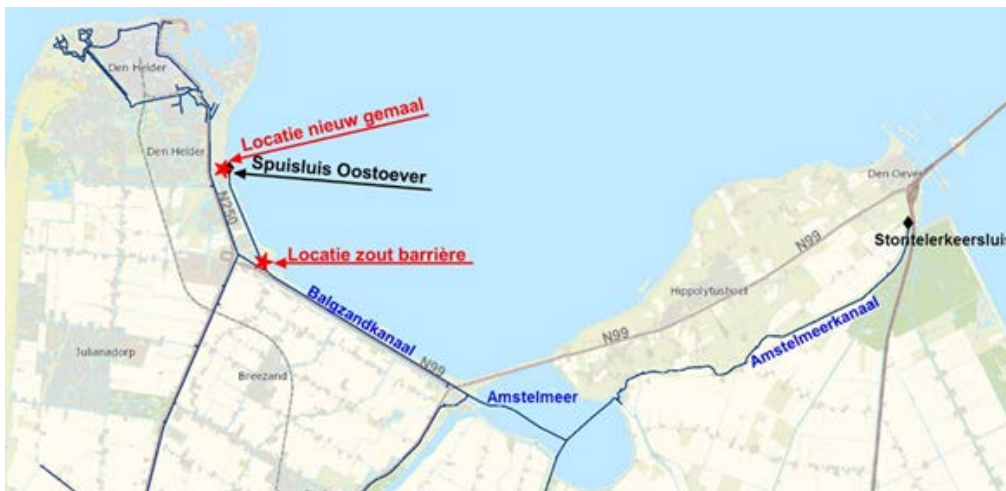 Den Helder
Locatie nieuw gemaal
Den Helder
Spuisluis Oostoever
Den Oever
N250
N99
Stontelerkeersluis
Locatie zout barrière
Hippolytushoef
Balgzandkanaal
N99
Amstelmeerkanaal
Julianadorp
N99
Breezand
Amstelmeer